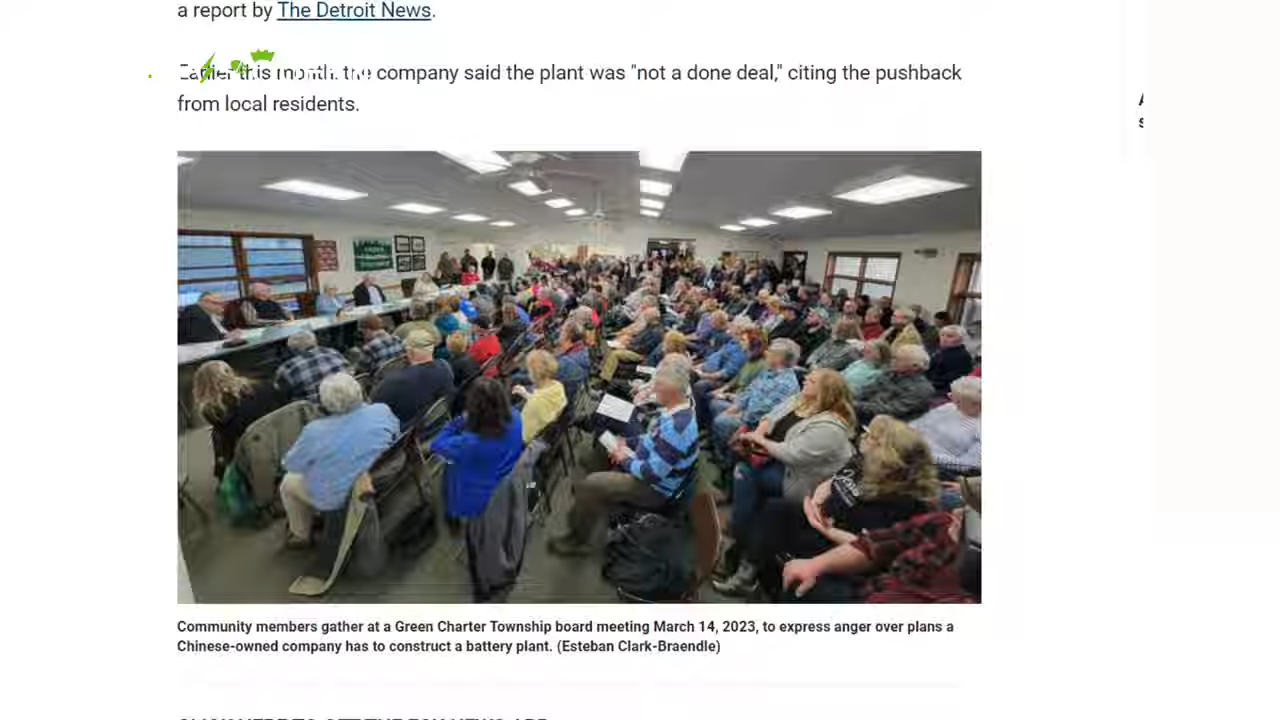 a report by The Detroit News.
Earlier this month, the company said the plant was "not a done deal," citing the pushback
from local residents.
Community members gather at a Green Charter Township board meeting March 14, 2023, to express anger over plans a
Chinese-owned company has to construct a battery plant. (Esteban Clark-Braendle)